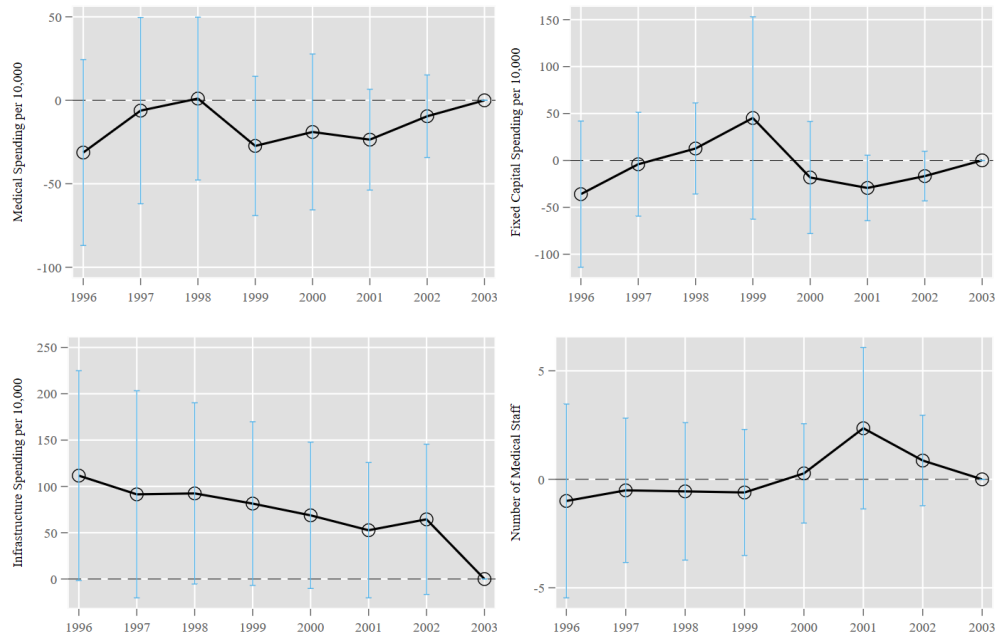 Medical Spending per 10,000
50
0
-50
-100
1996 1997 1998 1999 2000 2001 2002 2003
Fixed Capital Spending per 10,000
150
100
50
0
-50
-100
1996 1997 1998 1999 2000 2001 2002 2003
Infrastructure Spending per 10,000
250
200
150
100
50
0
1996 1997 1998 1999 2000 2001 2002 2003
Number of Medical Staff
5
0
-5
1996 1997 1998 1999 2000 2001 2002 2003